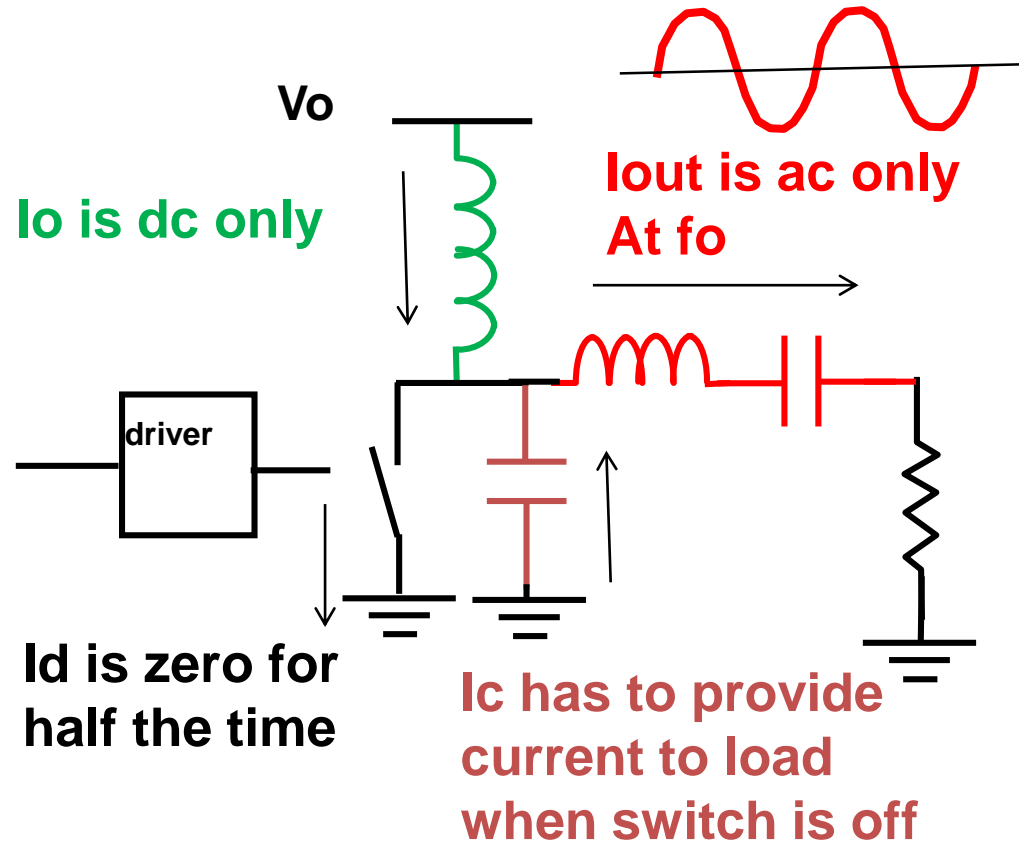 Vo
Iout is ac only
At fo
Io is dc only
driver
Id is zero for
half the time
Ic has to provide
current to load
when switch is off